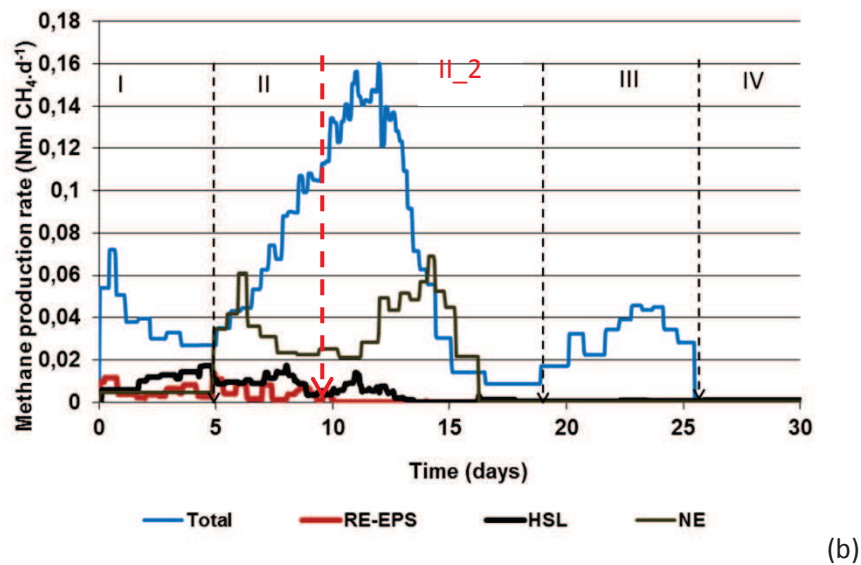 Methane production rate (Nml CH₄.d⁻¹)
0,18
0,16
0,14
0,12
0,1
0,08
0,06
0,04
0,02
0
I
II
II_2
III
IV
0
5
10
15
20
25
30
Time (days)
Total
RE-EPS
HSL
NE
(b)